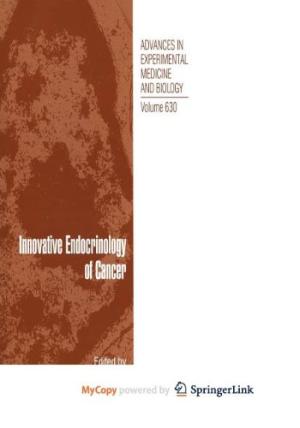 ADVANCES IN
EXPERIMENTAL
MEDICINE
AND BIOLOGY
Volume 630
Innovative Endocrinology
of Cancer
Edited by
MyCopy powered by SpringerLink